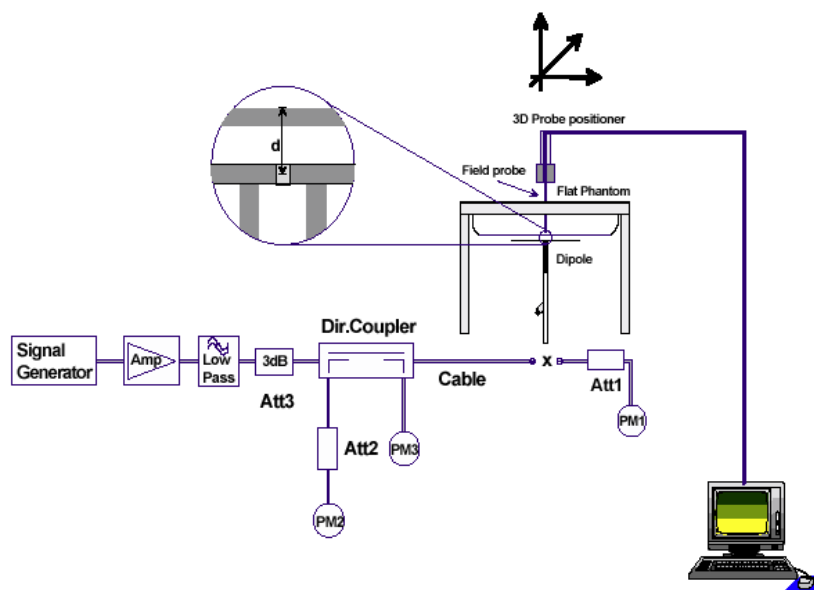 3D Probe positioner
d
Field probe
Flat Phantom
Dipole
Dir.Coupler
Signal
Generator
Amp
Low
Pass
3dB
Att3
Cable
x
Att1
PM1
Att2
PM3
PM2